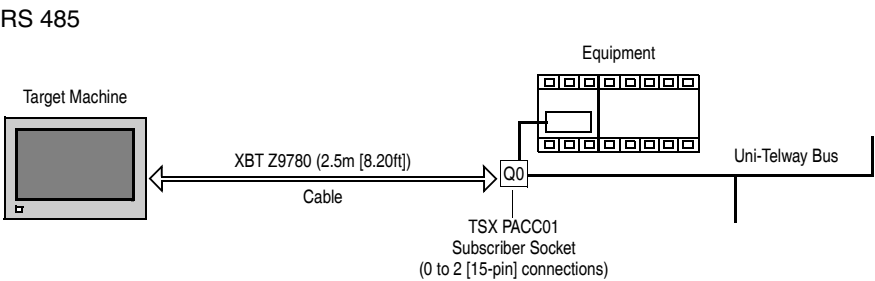 RS 485
Equipment
Target Machine
XBT Z9780 (2.5m [8.20ft])
Cable
Q0
Uni-Telway Bus
TSX PACC01
Subscriber Socket
(0 to 2 [15-pin] connections)